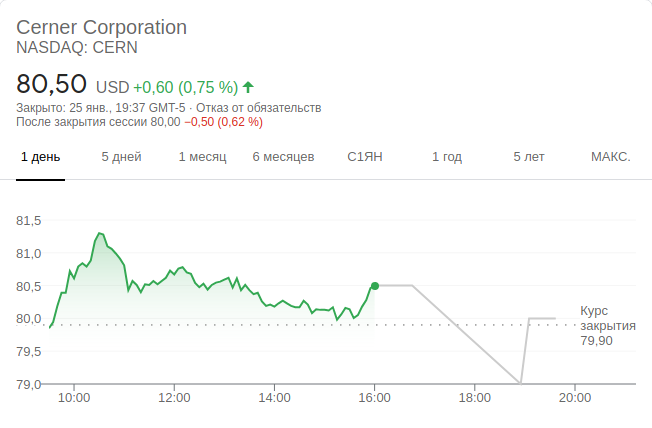 Cerner Corporation
NASDAQ: CERN
80,50 USD +0,60 (0,75 %)
Закрыто: 25 янв., 19:37 GMT-5 · Отказ от обязательств
После закрытия сессии 80,00 −0,50 (0,62 %)
1 день 5 дней 1 месяц 6 месяцев С1ЯН 1 год 5 лет МАКС.
81,5
81,0
80,5
80,0
79,5
79,0
Курс
закрытия
79,90
10:00 12:00 14:00 16:00 18:00 20:00